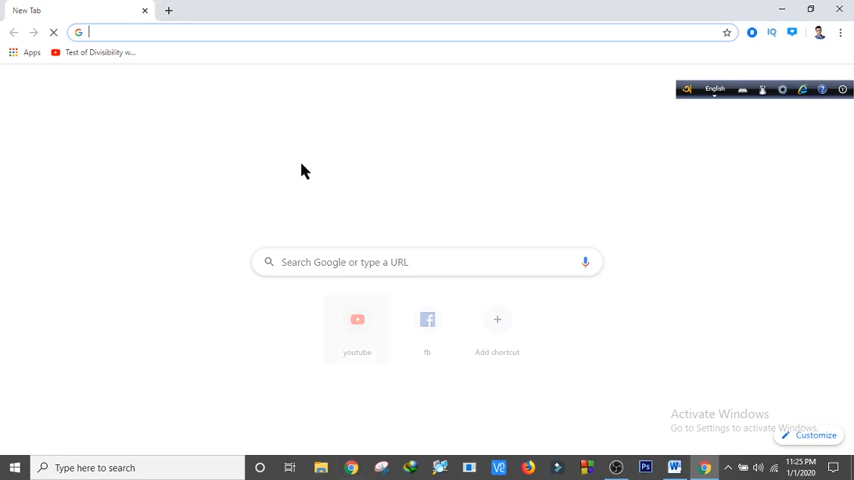 New Tab
Apps
Test of Divisibility w...
English
Search Google or type a URL
youtube
fb
Add shortcut
Activate Windows
Go to Settings to activate Windows.
Customize
Type here to search
11:25 PM
1/1/2020